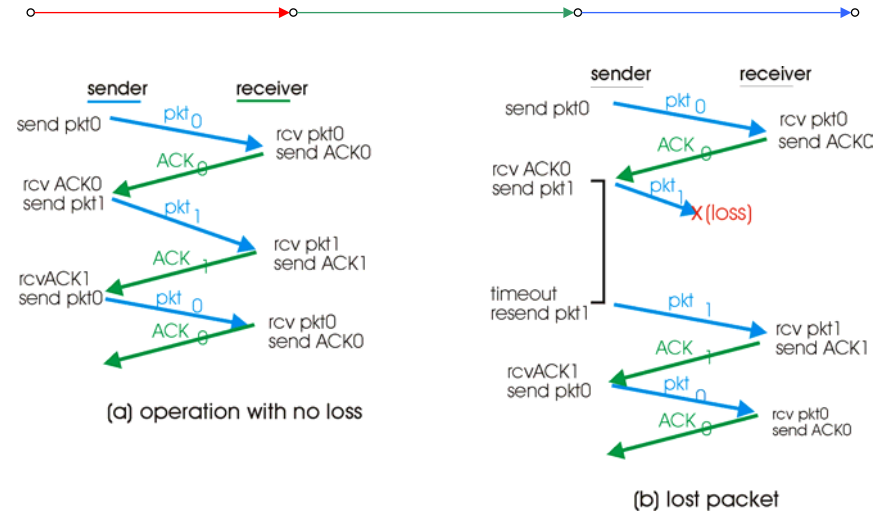 sender receiver
send pkt0
pkt0
rcv pkt0
send ACK0
ACK0
rcv ACK0
send pkt1
pkt1
rcv pkt1
send ACK1
ACK1
rcvACK1
send pkt0
pkt0
rcv pkt0
send ACK0
ACK0
(a) operation with no loss
sender receiver
send pkt0
pkt0
rcv pkt0
send ACK0
ACK0
rcv ACK0
send pkt1
pkt1
X(loss)
timeout
resend pkt1
pkt1
rcv pkt1
send ACK1
ACK1
rcvACK1
send pkt0
pkt0
rcv pkt0
send ACK0
ACK0
(b) lost packet